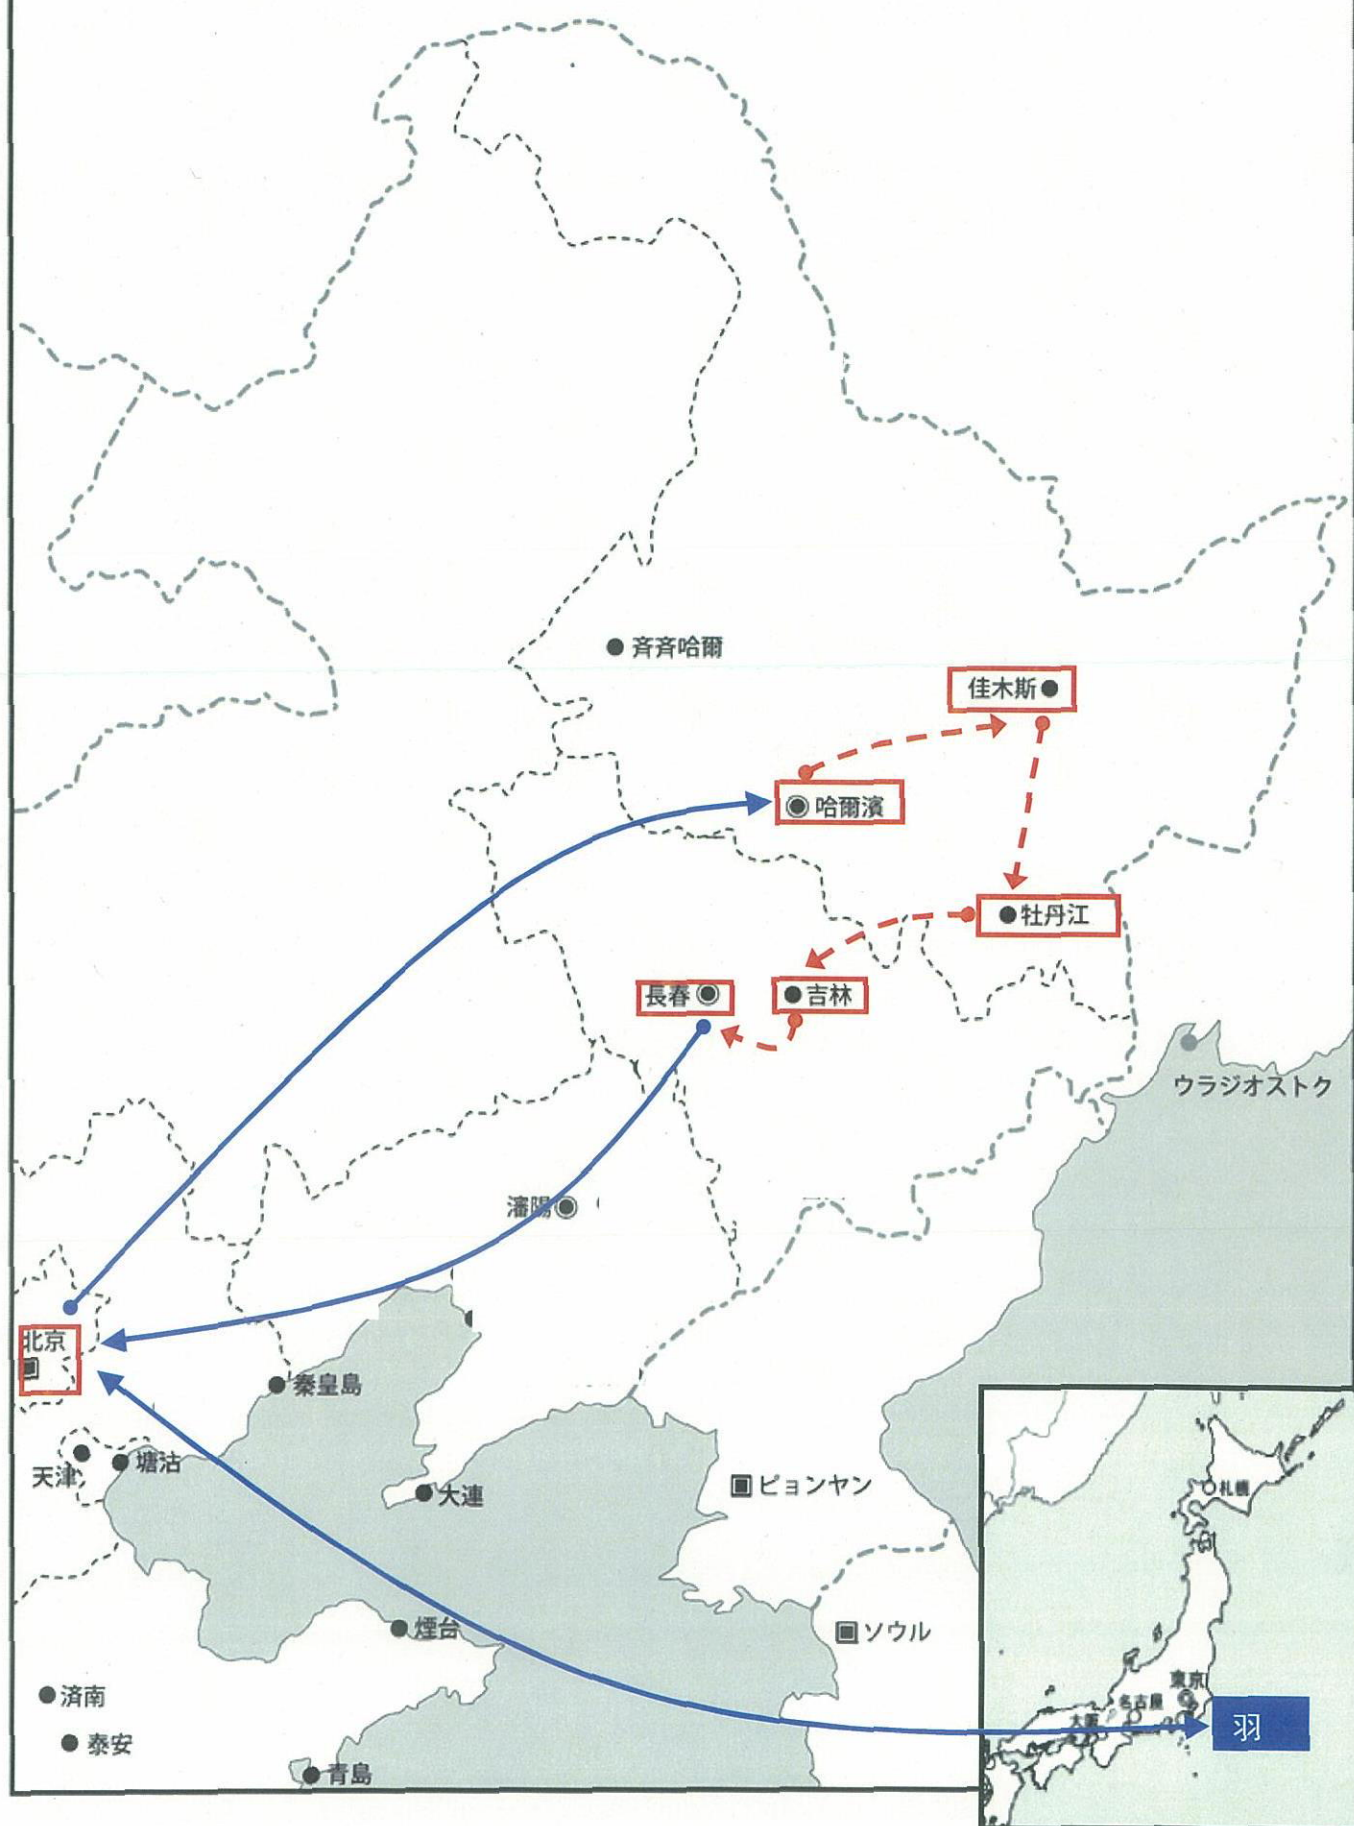 斉斉哈爾
佳木斯
哈爾濱
牡丹江
長春
吉林
ウラジオストク
瀋陽
北京
秦皇島
天津
塘沽
大連
ピョンヤン
札幌
煙台
ソウル
済南
東京
名古屋
大阪
羽
泰安
青島